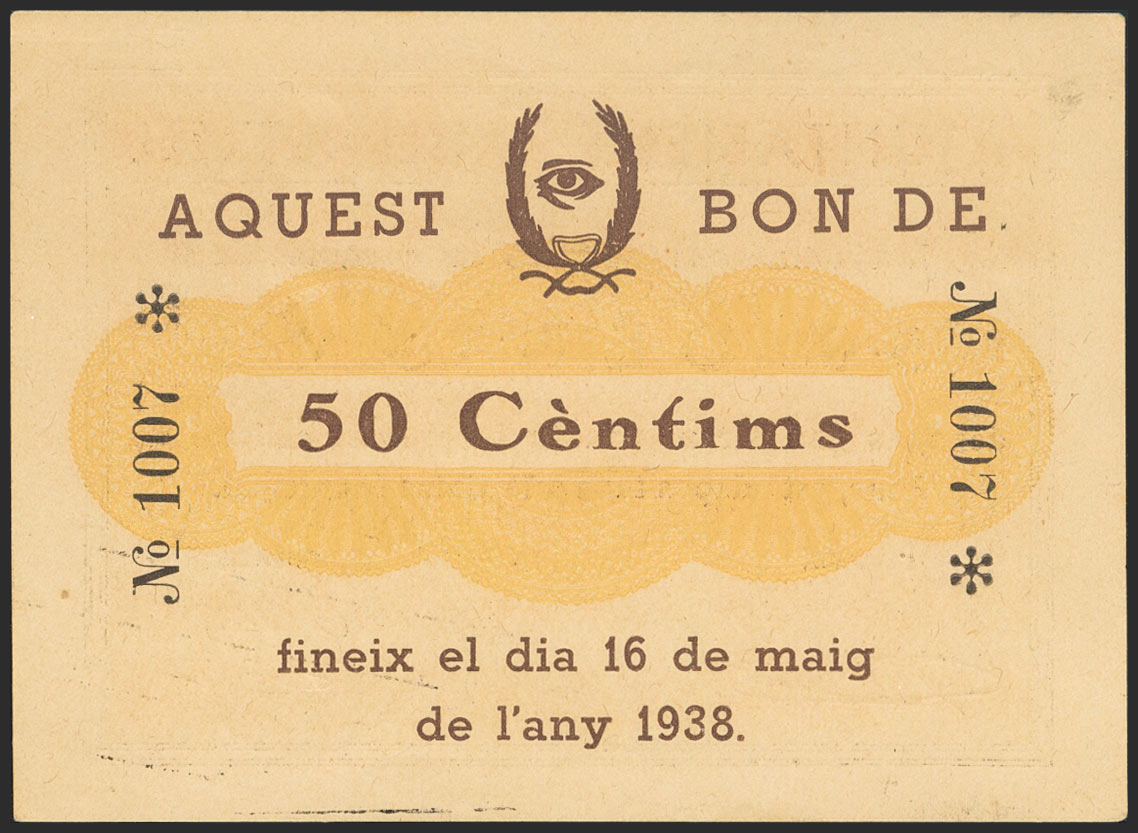 AQUEST BON DE
№ 1007 *
№ 1007 *
50 Cèntims
fineix el dia 16 de maig
de l'any 1938.